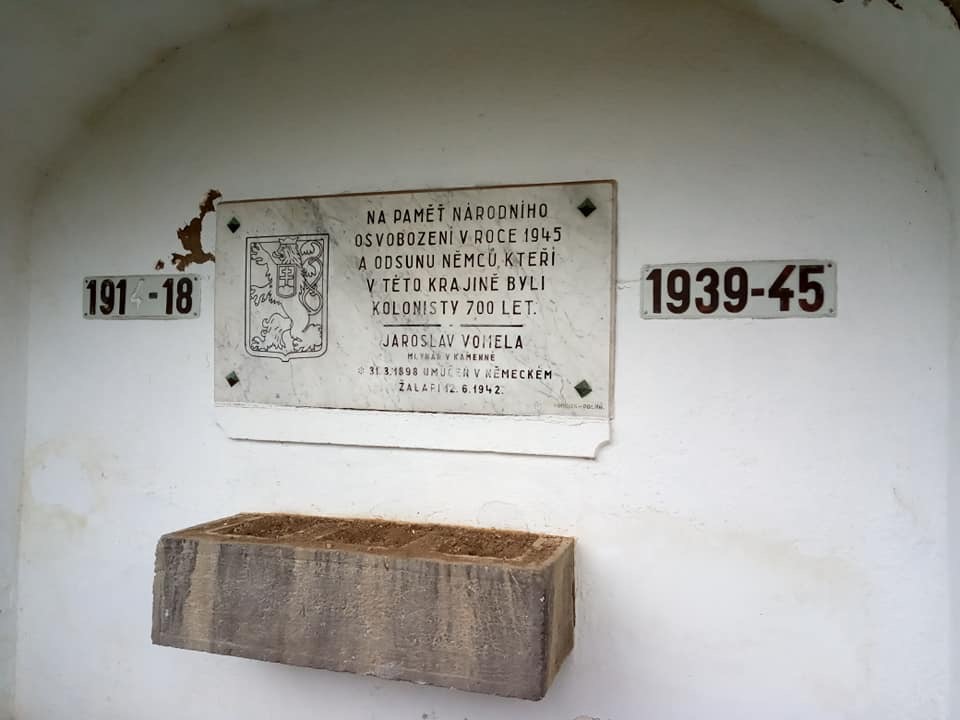 NA PAMĚŤ NÁRODNÍHO
OSVOBOZENÍ V ROCE 1945
A ODSUNU NĚMCŮ KTEŘÍ
V TÉTO KRAJINĚ BYLI
KOLONISTY 700 LET.
JAROSLAV VOMELA
MLYNÁŘ V KAMENNÉ
31.3.1898 UMUČEN V NĚMECKÉM
ŽALÁŘI 12.6.1942.
1914-18
1939-45